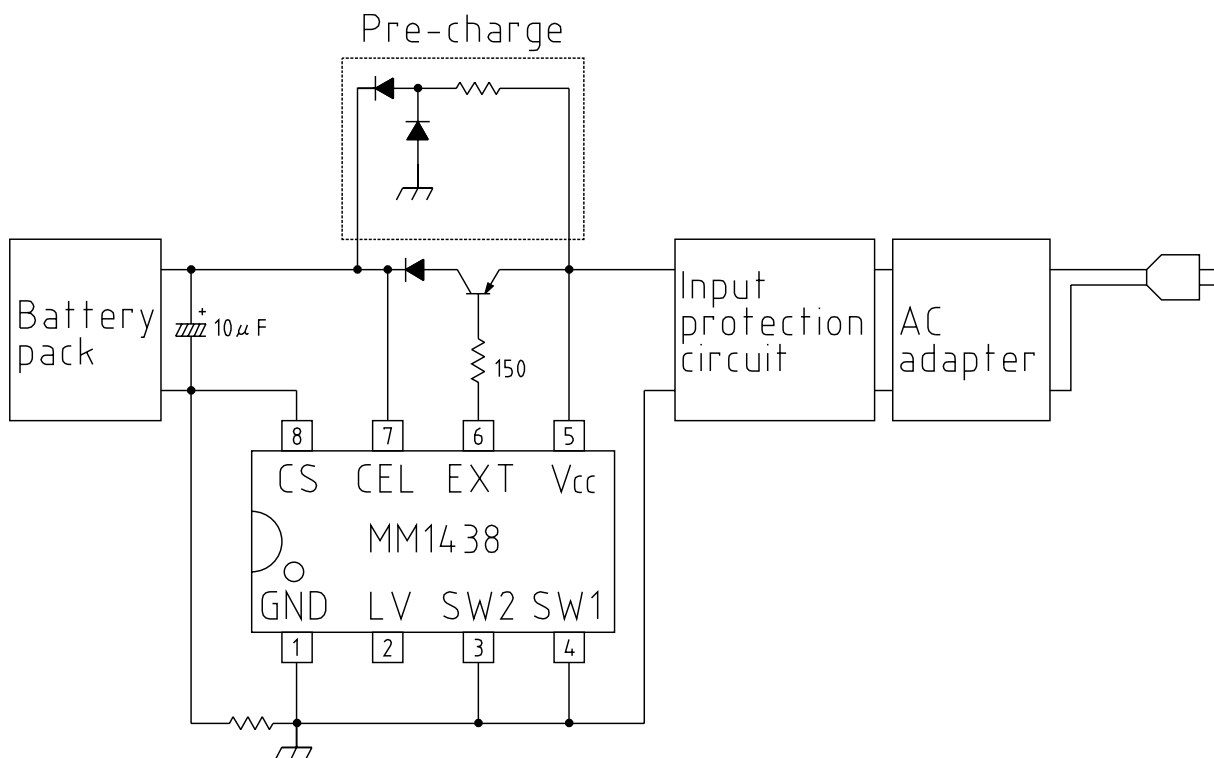 Pre-charge
Battery
pack
+
10μF
150
Input
protection
circuit
AC
adapter
8 7 6 5
CS CEL EXT Vcc
MM1438
GND LV SW2 SW1
1 2 3 4